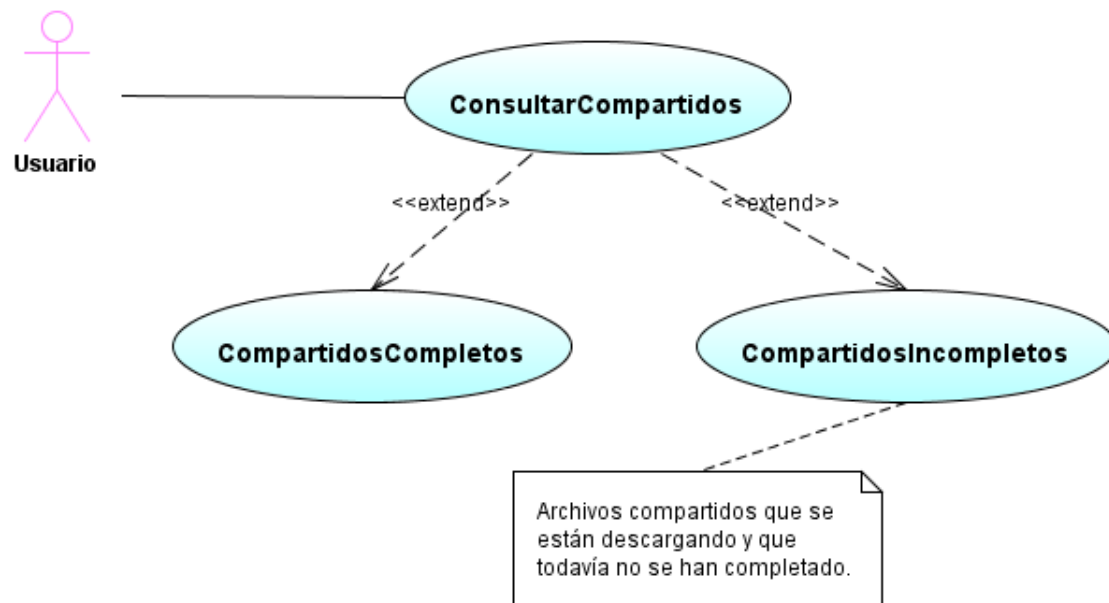 ConsultarCompartidos
Usuario
<<extend>>
<<extend>>
CompartidosCompletos
CompartidosIncompletos
Archivos compartidos que se
están descargando y que
todavía no se han completado.